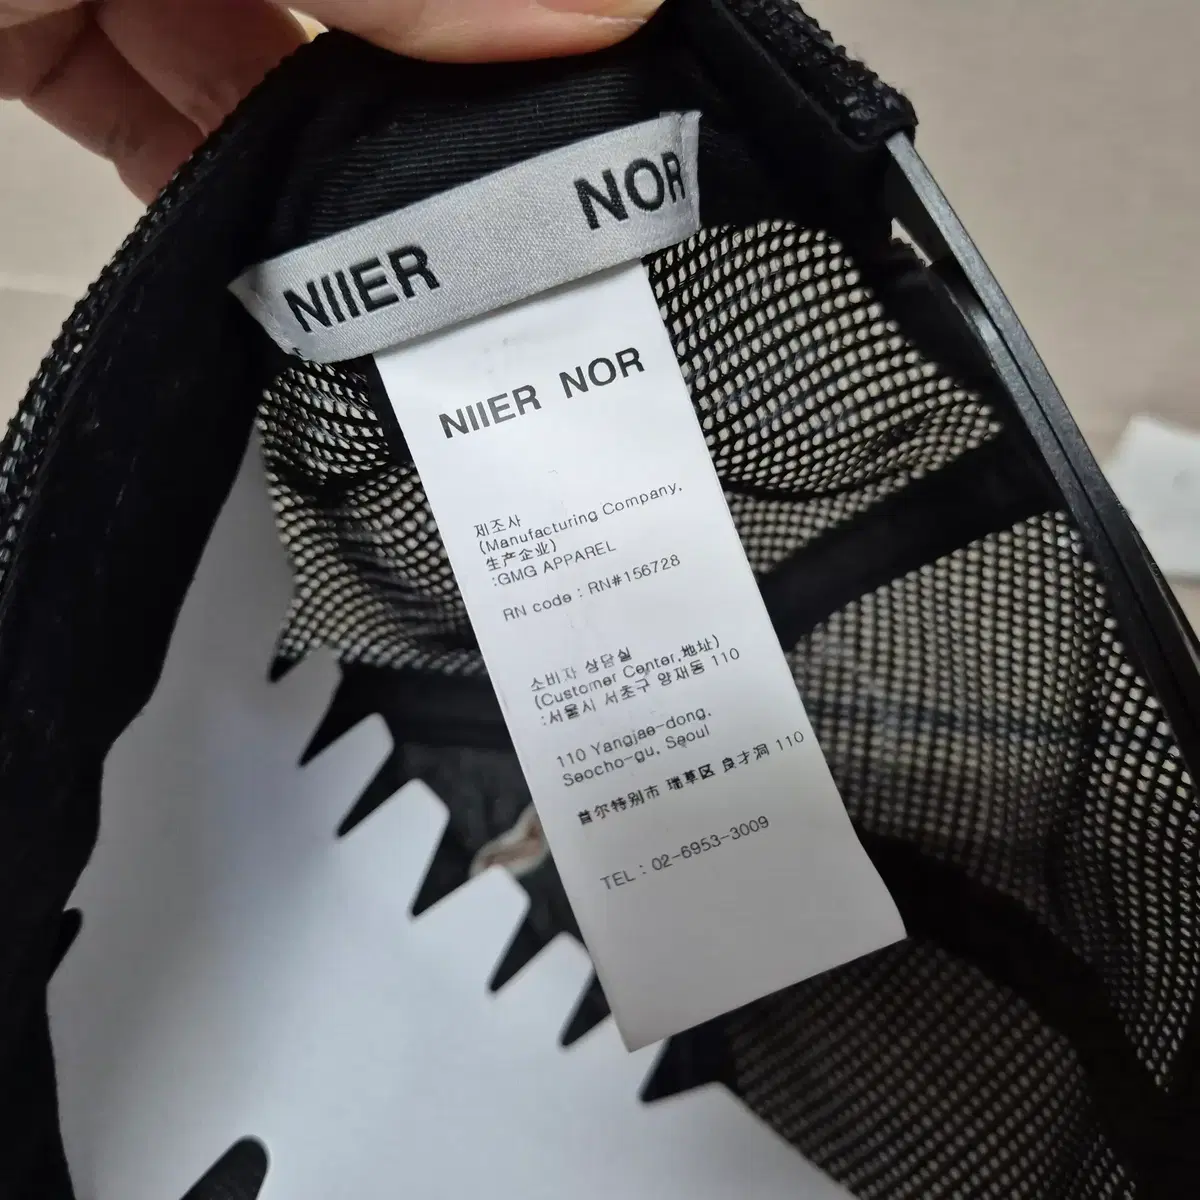 NIIER NOR
NIIER NOR
제조사
(Manufacturing Company,
生产企业)
:GMG APPAREL
RN code : RN#156728
소비자 상담실
(Customer Center,地址)
:서울시 서초구 양재동 110
110 Yangjae-dong,
Seocho-gu, Seoul
首尔特别市 瑞草区 良才洞 110
TEL : 02-6953-3009